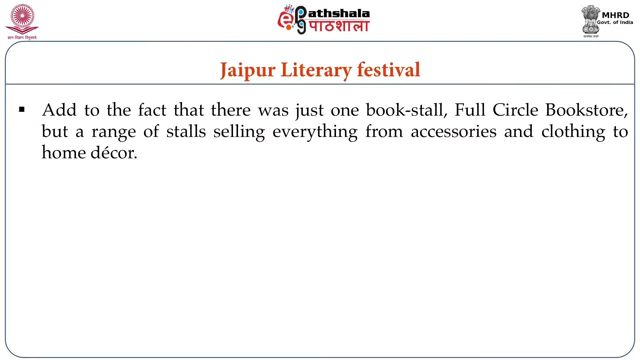 Pathshala
पाठशाला
MHRD
Govt. of India
Jaipur Literary festival
▪ Add to the fact that there was just one book-stall, Full Circle Bookstore,
but a range of stalls selling everything from accessories and clothing to
home décor.